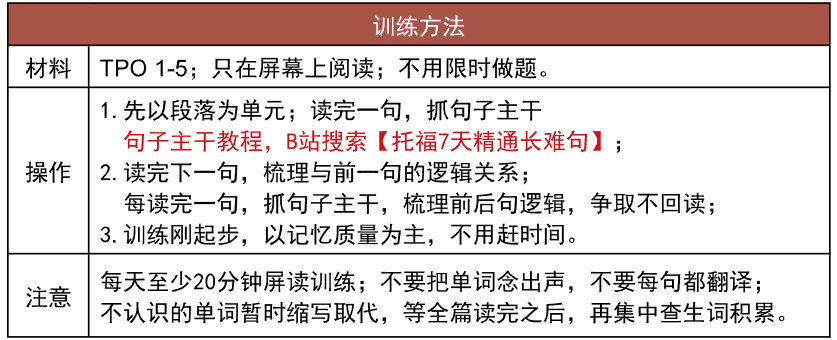 训练方法
材料
TPO 1-5；只在屏幕上阅读；不用限时做题。
操作
1.先以段落为单元；读完一句，抓句子主干
句子主干教程，B站搜索【托福7天精通长难句】；
2.读完下一句，梳理与前一句的逻辑关系；
每读完一句，抓句子主干，梳理前后句逻辑，争取不回读；
3.训练刚起步，以记忆质量为主，不用赶时间。
注意
每天至少20分钟屏读训练；不要把单词念出声，不要每句都翻译；
不认识的单词暂时缩写取代，等全篇读完之后，再集中查生词积累。